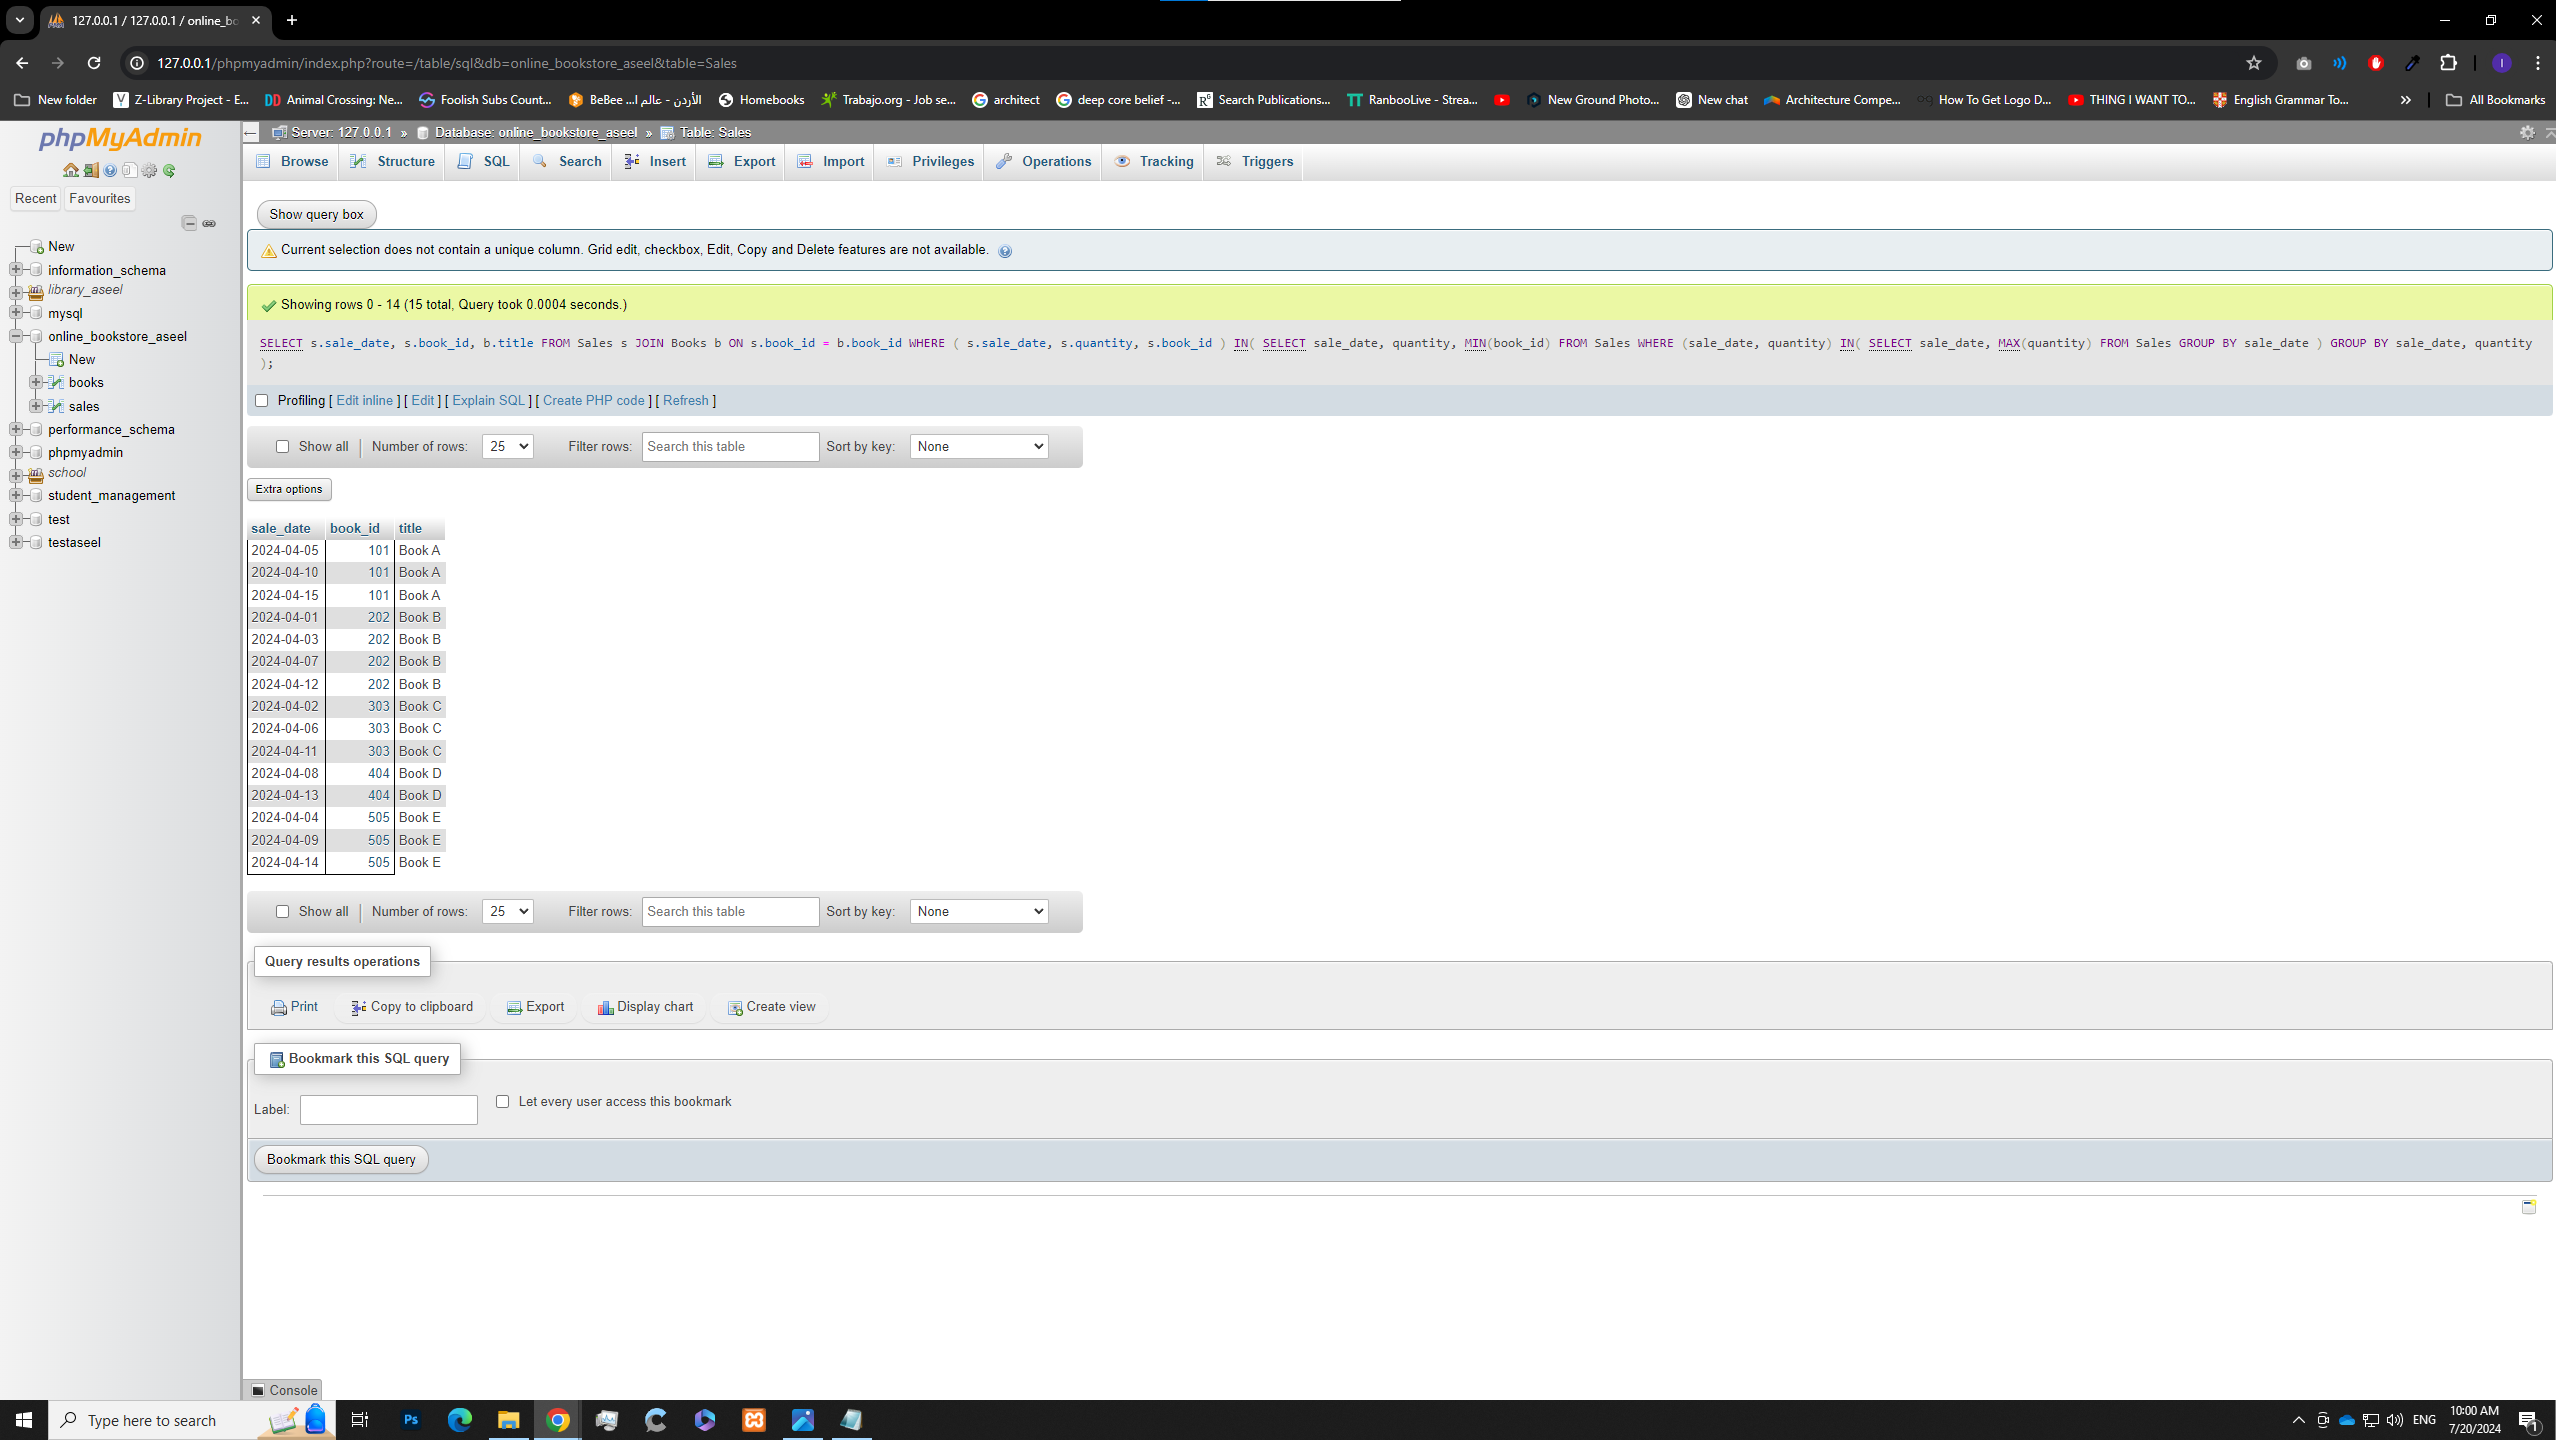 127.0.0.1 / 127.0.0.1 / online_bo
127.0.0.1/phpmyadmin/index.php?route=/table/sql&db=online_bookstore_aseel&table=Sales
New folder Z-Library Project - E... Animal Crossing: Ne... Foolish Subs Count... BeBee الأردن - عالم ا... Homebooks Trabajo.org - Job se... architect deep core belief -... Search Publications... RanbooLive - Strea... New Ground Photo... New chat Architecture Compe... How To Get Logo D... THING I WANT TO... English Grammar To... » All Bookmarks
phpMyAdmin
Recent Favourites
New
information_schema
library_aseel
mysql
online_bookstore_aseel
New
books
sales
performance_schema
phpmyadmin
school
student_management
test
testaseel
Server: 127.0.0.1 » Database: online_bookstore_aseel » Table: Sales
Browse Structure SQL Search Insert Export Import Privileges Operations Tracking Triggers
Show query box
Current selection does not contain a unique column. Grid edit, checkbox, Edit, Copy and Delete features are not available.
Showing rows 0 - 14 (15 total, Query took 0.0004 seconds.)
SELECT s.sale_date, s.book_id, b.title FROM Sales s JOIN Books b ON s.book_id = b.book_id WHERE ( s.sale_date, s.quantity, s.book_id ) IN( SELECT sale_date, quantity, MIN(book_id) FROM Sales WHERE (sale_date, quantity) IN( SELECT sale_date, MAX(quantity) FROM Sales GROUP BY sale_date ) GROUP BY sale_date, quantity
);
Profiling [ Edit inline ] [ Edit ] [ Explain SQL ] [ Create PHP code ] [ Refresh ]
Show all Number of rows: 25 Filter rows: Search this table Sort by key: None
Extra options
sale_date book_id title
2024-04-05 101 Book A
2024-04-10 101 Book A
2024-04-15 101 Book A
2024-04-01 202 Book B
2024-04-03 202 Book B
2024-04-07 202 Book B
2024-04-12 202 Book B
2024-04-02 303 Book C
2024-04-06 303 Book C
2024-04-11 303 Book C
2024-04-08 404 Book D
2024-04-13 404 Book D
2024-04-04 505 Book E
2024-04-09 505 Book E
2024-04-14 505 Book E
Show all Number of rows: 25 Filter rows: Search this table Sort by key: None
Query results operations
Print Copy to clipboard Export Display chart Create view
Bookmark this SQL query
Label: Let every user access this bookmark
Bookmark this SQL query
Console
Type here to search
ENG
10:00 AM
7/20/2024